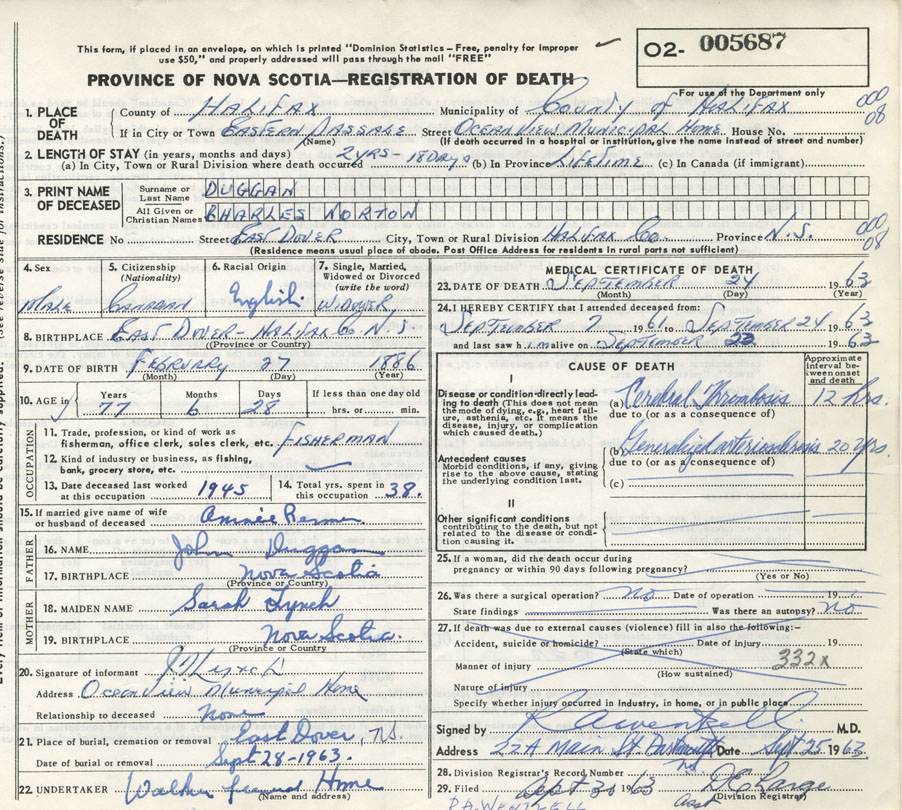 This form, if placed in an envelope, on which is printed "Dominion Statistics – Free, penalty for improper
use $50," and properly addressed will pass through the mail "FREE"
O2- 005687
For use of the Department only
PROVINCE OF NOVA SCOTIA—REGISTRATION OF DEATH
1. PLACE OF DEATH County of HALIFAX Municipality of COUNTY OF HALIFAX 000
If in City or Town EASTERN PASSAGE Street OCEAN VIEW MUNICIPAL HOME House No. 08
(Name) (If death occurred in a hospital or institution, give name instead of street and number)
2. LENGTH OF STAY (in years, months and days)
(a) In City, Town or Rural Division where death occurred 2 YRS - 18 DAYS (b) In Province LIFETIME (c) In Canada (if immigrant)
3. PRINT NAME OF DECEASED Surname or Last Name DUGGAN
All Given or Christian Names CHARLES NORTON
RESIDENCE No Street EAST DOVER City, Town or Rural Division HALIFAX Co. Province N.S. 000 08
(Residence means usual place of abode. Post Office Address for residents in rural parts not sufficient)
4. Sex 5. Citizenship (Nationality) 6. Racial Origin 7. Single, Married, Widowed or Divorced (write the word)
MALE CANADIAN English. WIDOWER
8. BIRTHPLACE EAST DOVER - HALIFAX Co N.S
(Province or Country)
9. DATE OF BIRTH FEBRUARY 27 1886
(Month) (Day) (Year)
10. AGE in Years Months Days If less than one day old
77 6 28 hrs. or min.
OCCUPATION
11. Trade, profession, or kind of work as
fisherman, office clerk, sales clerk, etc. FISHERMAN
12. Kind of industry or business, as fishing,
bank, grocery store, etc.
13. Date deceased last worked at this occupation 1945 14. Total yrs. spent in this occupation 38.
15. If married give name of wife
or husband of deceased Annie
FATHER
16. NAME John Duggan
17. BIRTHPLACE Nova Scotia
(Province or Country)
MOTHER
18. MAIDEN NAME Sarah Lynch
19. BIRTHPLACE Nova Scotia.
(Province or Country)
20. Signature of informant
Address Ocean View Municipal Home
Relationship to deceased None
21. Place of burial, cremation or removal East Dover, N.S.
Date of burial or removal Sept 28 - 1963.
22. UNDERTAKER Walker funeral Home
(Name and address)
MEDICAL CERTIFICATE OF DEATH
23. DATE OF DEATH SEPTEMBER 24 1963
(Month) (Day) (Year)
24. I HEREBY CERTIFY that I attended deceased from:
SEPTEMBER 7 1961 to SEPTEMBER 24 1963
and last saw him alive on SEPTEMBER 23 1963
CAUSE OF DEATH
Approximate interval between onset and death
I
Disease or condition directly leading to death (This does not mean the mode of dying, e.g., heart failure, asthenia, etc. It means the disease, injury, or complication which caused death.)
(a) Cerebral Thrombosis 12 hrs.
due to (or as a consequence of)
Antecedent causes
Morbid conditions, if any, giving rise to the above cause, stating the underlying condition last.
(b) Generalized arteriosclerosis 20 yrs.
due to (or as a consequence of)
(c)
II
Other significant conditions
contributing to the death, but not related to the disease or condition causing it.
25. If a woman, did the death occur during
pregnancy or within 90 days following pregnancy?
(Yes or No)
26. Was there a surgical operation? no Date of operation 19
State findings Was there an autopsy? no
27. If death was due to external causes (violence) fill in also the following:–
Accident, suicide or homicide? Date of injury 19
(State which)
Manner of injury 332x
(How sustained)
Nature of injury
Specify whether injury occurred in industry, in home, or in public place
Signed by M.D.
Address 22A Main St Dartmouth Date Sept 25 1963
28. Division Registrar's Record Number
29. Filed Sept 30 1963
(Division Registrar)
P.A. WENTZELL